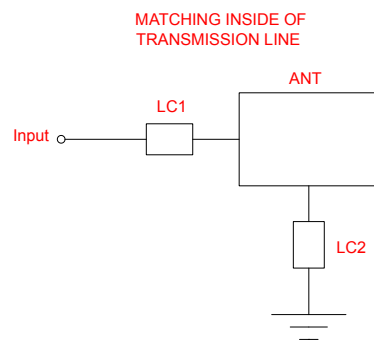 MATCHING INSIDE OF
TRANSMISSION LINE
ANT
LC1
Input
LC2